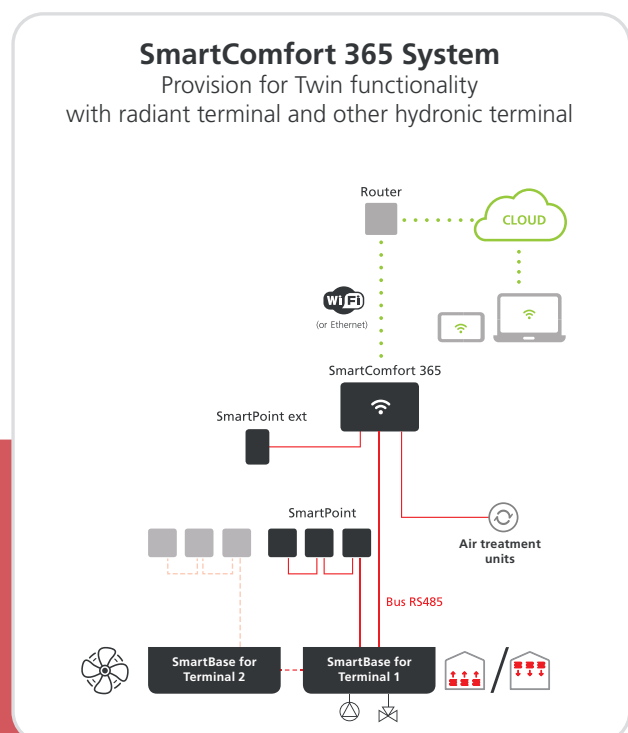 SmartComfort 365 System
Provision for Twin functionality
with radiant terminal and other hydronic terminal
Router
CLOUD
WiFi
(or Ethernet)
SmartComfort 365
SmartPoint ext
SmartPoint
Air treatment
units
Bus RS485
SmartBase for
Terminal 2
SmartBase for
Terminal 1
/